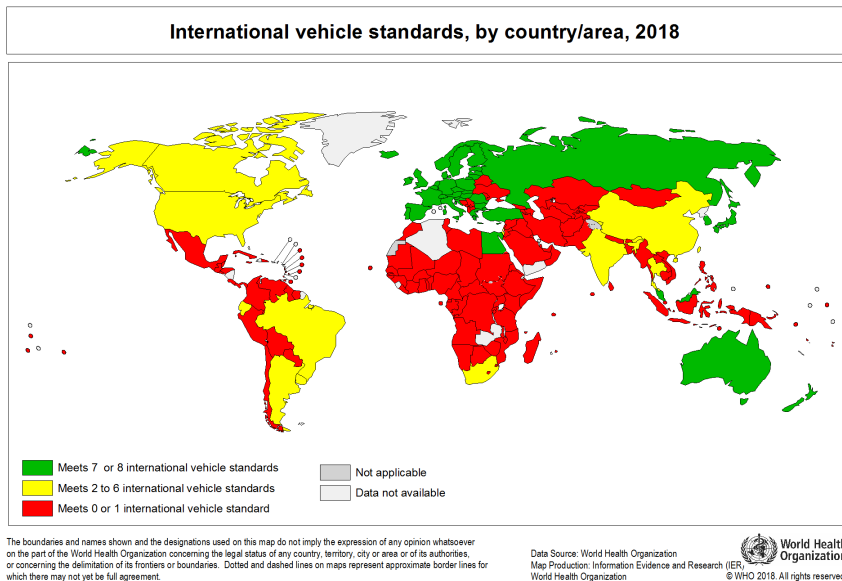 International vehicle standards, by country/area, 2018
Meets 7 or 8 international vehicle standards
Meets 2 to 6 international vehicle standards
Meets 0 or 1 international vehicle standard
Not applicable
Data not available
The boundaries and names shown and the designations used on this map do not imply the expression of any opinion whatsoever
on the part of the World Health Organization concerning the legal status of any country, territory, city or area or of its authorities,
or concerning the delimitation of its frontiers or boundaries. Dotted and dashed lines on maps represent approximate border lines for
which there may not yet be full agreement.
Data Source: World Health Organization
Map Production: Information Evidence and Research (IER)
World Health Organization
World Health
Organization
© WHO 2018. All rights reserve